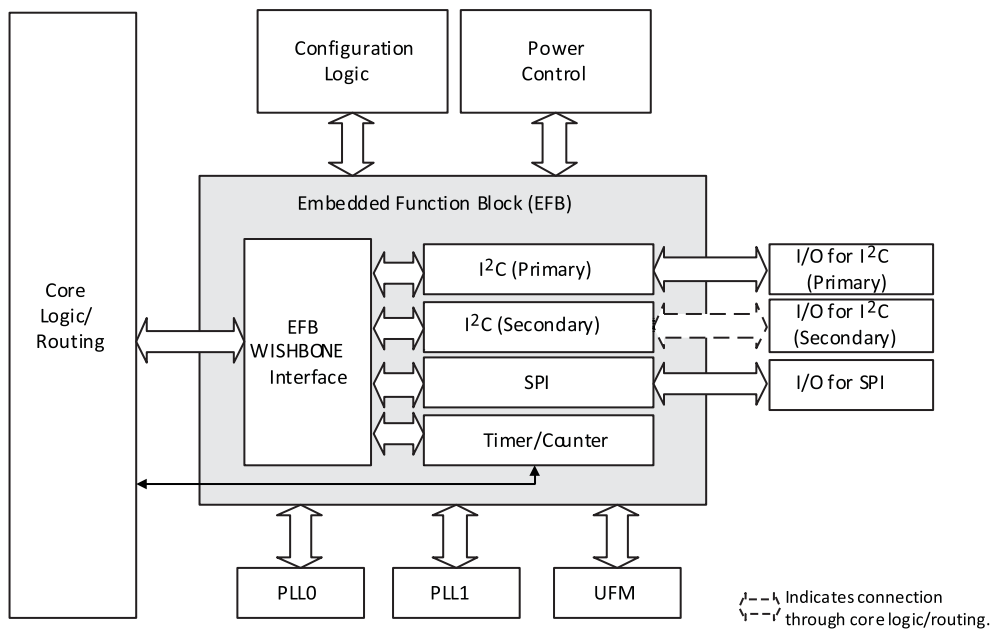 Configuration
Logic
Power
Control
Embedded Function Block (EFB)
Core
Logic/
Routing
EFB
WISHBONE
Interface
I²C (Primary)
I²C (Secondary)
SPI
Timer/Counter
I/O for I²C
(Primary)
I/O for I²C
(Secondary)
I/O for SPI
PLL0
PLL1
UFM
Indicates connection
through core logic/routing.